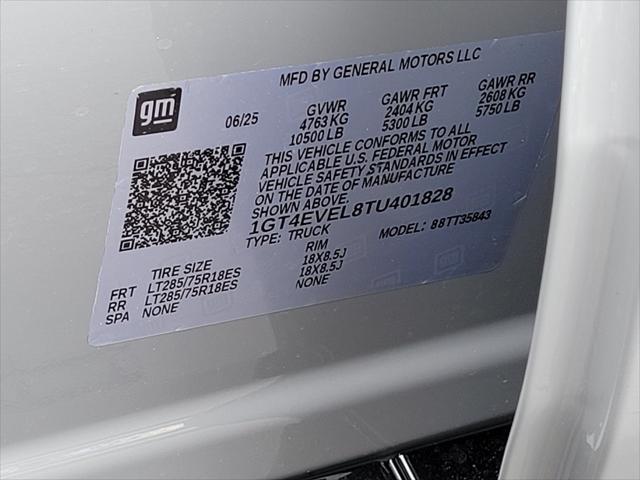 MFD BY GENERAL MOTORS LLC
gm
06/25 GVWR GAWR FRT GAWR RR
4763 KG 2404 KG 2608 KG
10500 LB 5300 LB 5750 LB
THIS VEHICLE CONFORMS TO ALL
APPLICABLE U.S. FEDERAL MOTOR
VEHICLE SAFETY STANDARDS IN EFFECT
ON THE DATE OF MANUFACTURE
SHOWN ABOVE.
1GT4EVEL8TU401828
TYPE: TRUCK MODEL: 88TT35843
TIRE SIZE RIM
FRT LT285/75R18ES 18X8.5J
RR LT285/75R18ES 18X8.5J
SPA NONE NONE